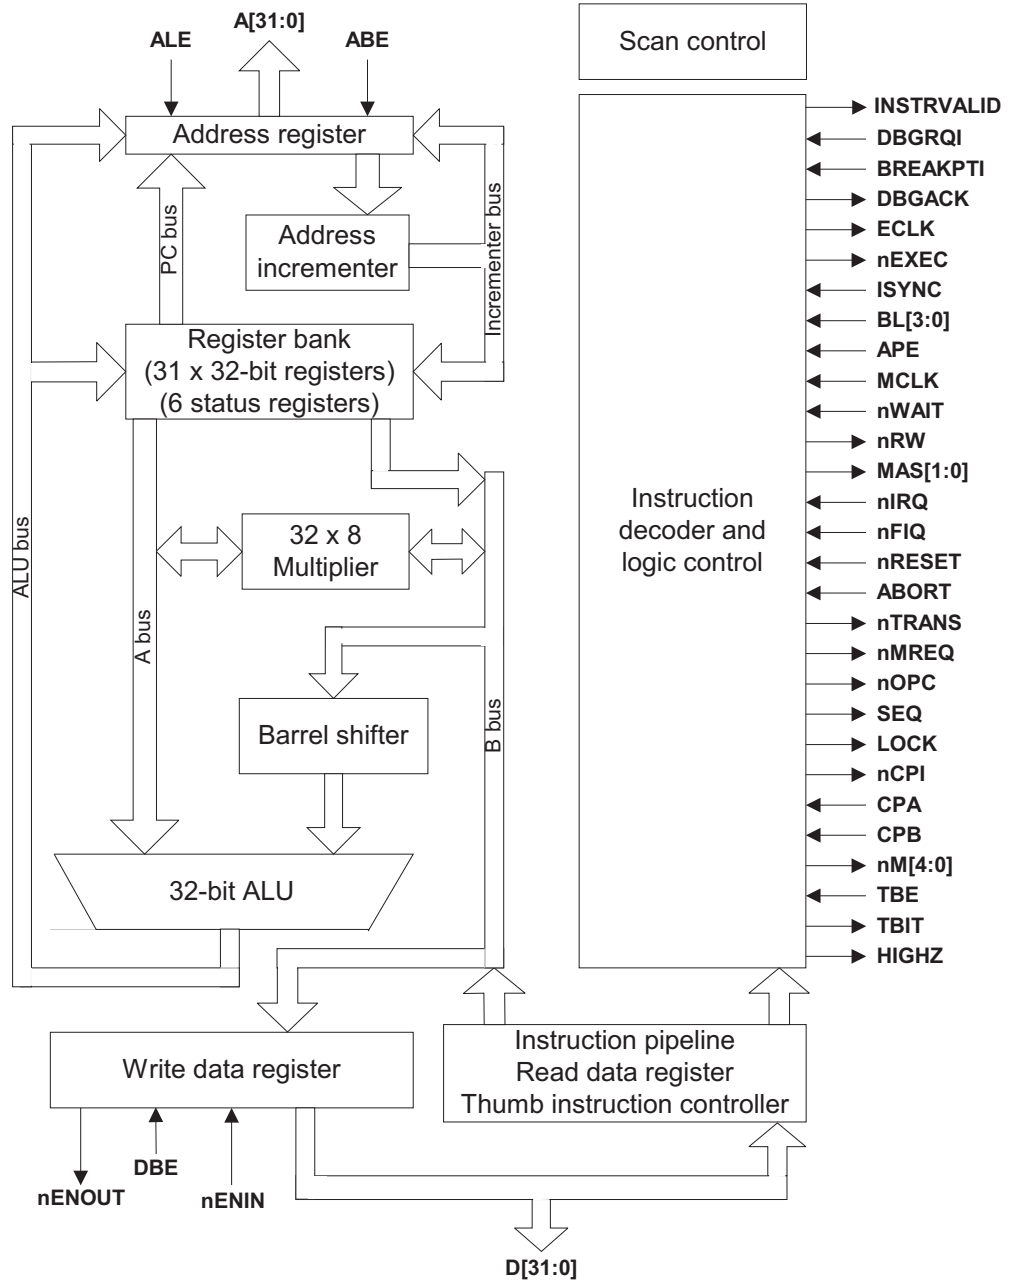 A[31:0]
ALE
ABE
Scan control
Address register
INSTRVALID
DBGRQI
BREAKPTI
DBGACK
ECLK
nEXEC
ISYNC
BL[3:0]
APE
MCLK
nWAIT
nRW
MAS[1:0]
nIRQ
nFIQ
nRESET
ABORT
nTRANS
nMREQ
nOPC
SEQ
LOCK
nCPI
CPA
CPB
nM[4:0]
TBE
TBIT
HIGHZ
PC bus
Address
incrementer
Incrementer bus
Register bank
(31 x 32-bit registers)
(6 status registers)
ALU bus
32 x 8
Multiplier
Instruction
decoder and
logic control
A bus
B bus
Barrel shifter
32-bit ALU
Write data register
Instruction pipeline
Read data register
Thumb instruction controller
DBE
nENOUT
nENIN
D[31:0]